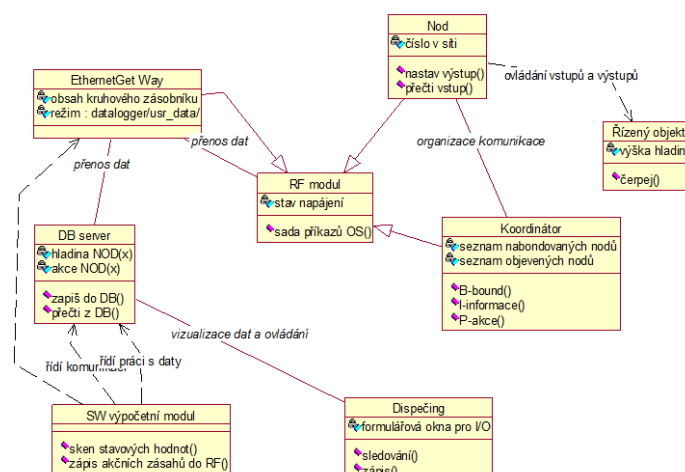 Nod
číslo v síti
nastav výstup()
přečti vstup()
EthernetGet Way
obsah kruhového zásobníku
režim : datalogger/usr_data/
ovládání vstupů a výstupů
Řízený objekt
výška hladin
čerpej()
přenos dat
přenos dat
organizace komunikace
RF modul
stav napájení
sada příkazů OS()
Koordinátor
seznam nabondovaných nodů
seznam objevených nodů
B-bound()
I-informace()
P-akce()
DB server
hladina NOD(x)
akce NOD(x)
zapiš do DB()
přečti z DB()
vizualizace dat a ovládání
řídí komunikaci
řídí práci s daty
SW výpočetní modul
sken stavových hodnot()
zápis akčních zásahů do RF()
Dispečing
formulářová okna pro I/O
sledování()
zápis()